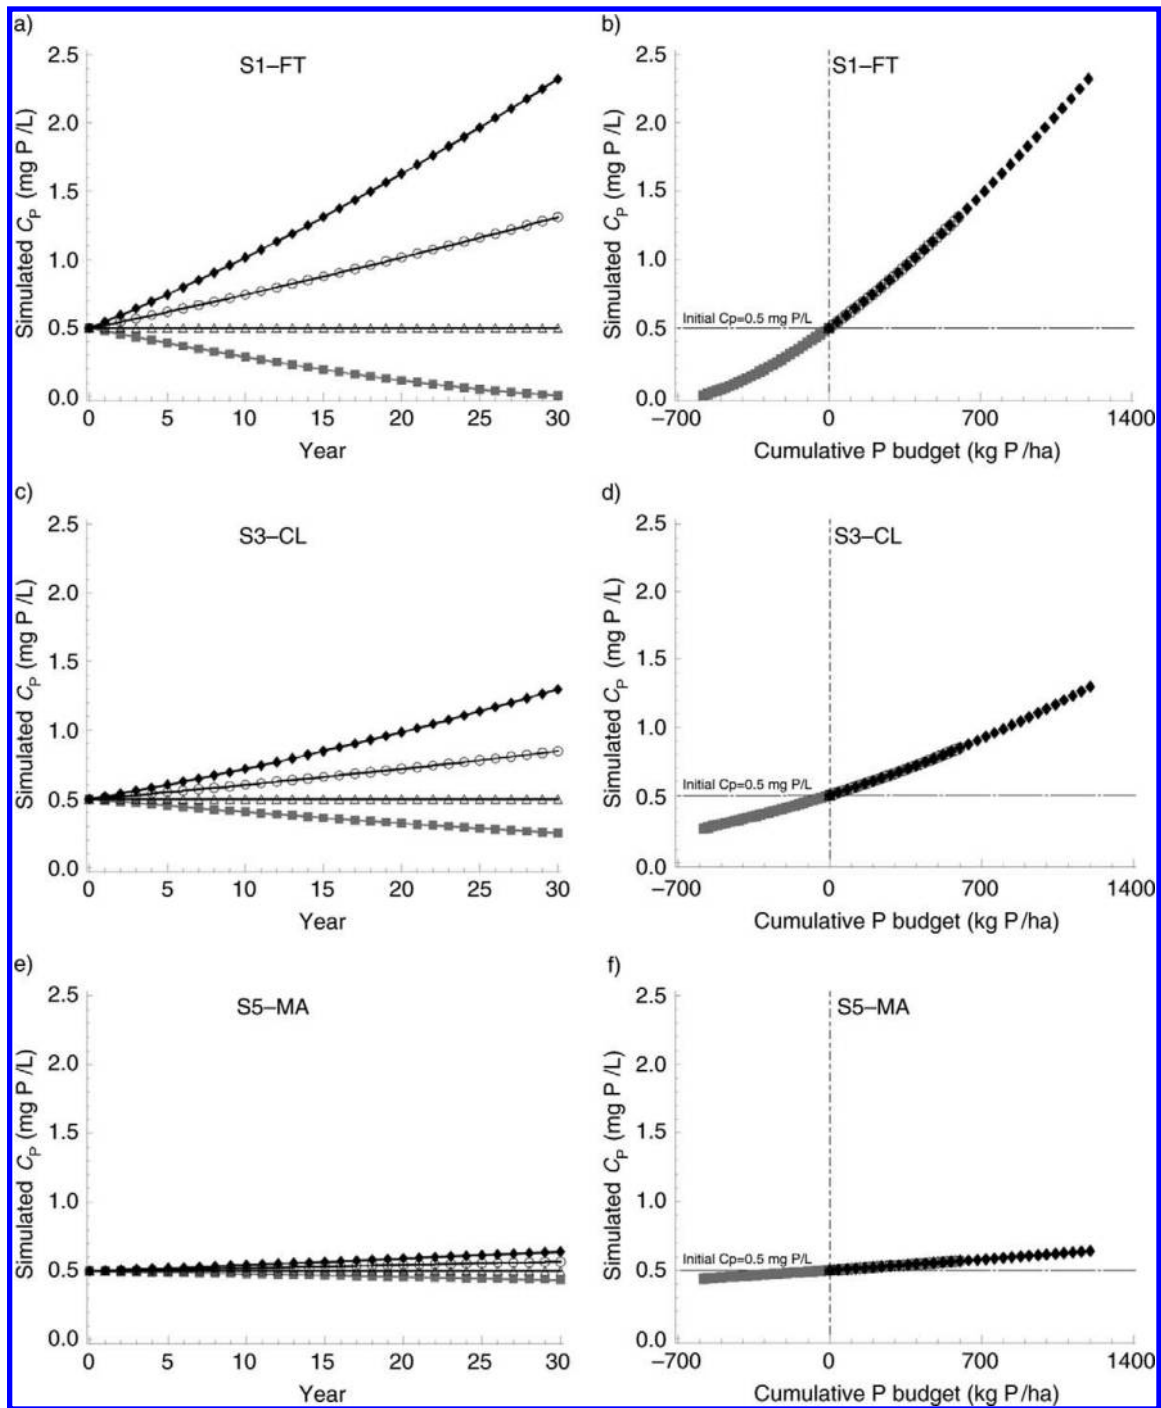 a)
S1–FT
2.5
2.0
1.5
1.0
0.5
0.0
Simulated CP (mg P /L)
0 5 10 15 20 25 30
Year
b)
S1–FT
2.5
2.0
1.5
1.0
0.5
0.0
Simulated CP (mg P /L)
Initial Cp=0.5 mg P/L
−700 0 700 1400
Cumulative P budget (kg P /ha)
c)
S3–CL
2.5
2.0
1.5
1.0
0.5
0.0
Simulated CP (mg P /L)
0 5 10 15 20 25 30
Year
d)
S3–CL
2.5
2.0
1.5
1.0
0.5
0.0
Simulated CP (mg P /L)
Initial Cp=0.5 mg P/L
−700 0 700 1400
Cumulative P budget (kg P /ha)
e)
S5–MA
2.5
2.0
1.5
1.0
0.5
0.0
Simulated CP (mg P /L)
0 5 10 15 20 25 30
Year
f)
S5–MA
2.5
2.0
1.5
1.0
0.5
0.0
Simulated CP (mg P /L)
Initial Cp=0.5 mg P/L
−700 0 700 1400
Cumulative P budget (kg P /ha)